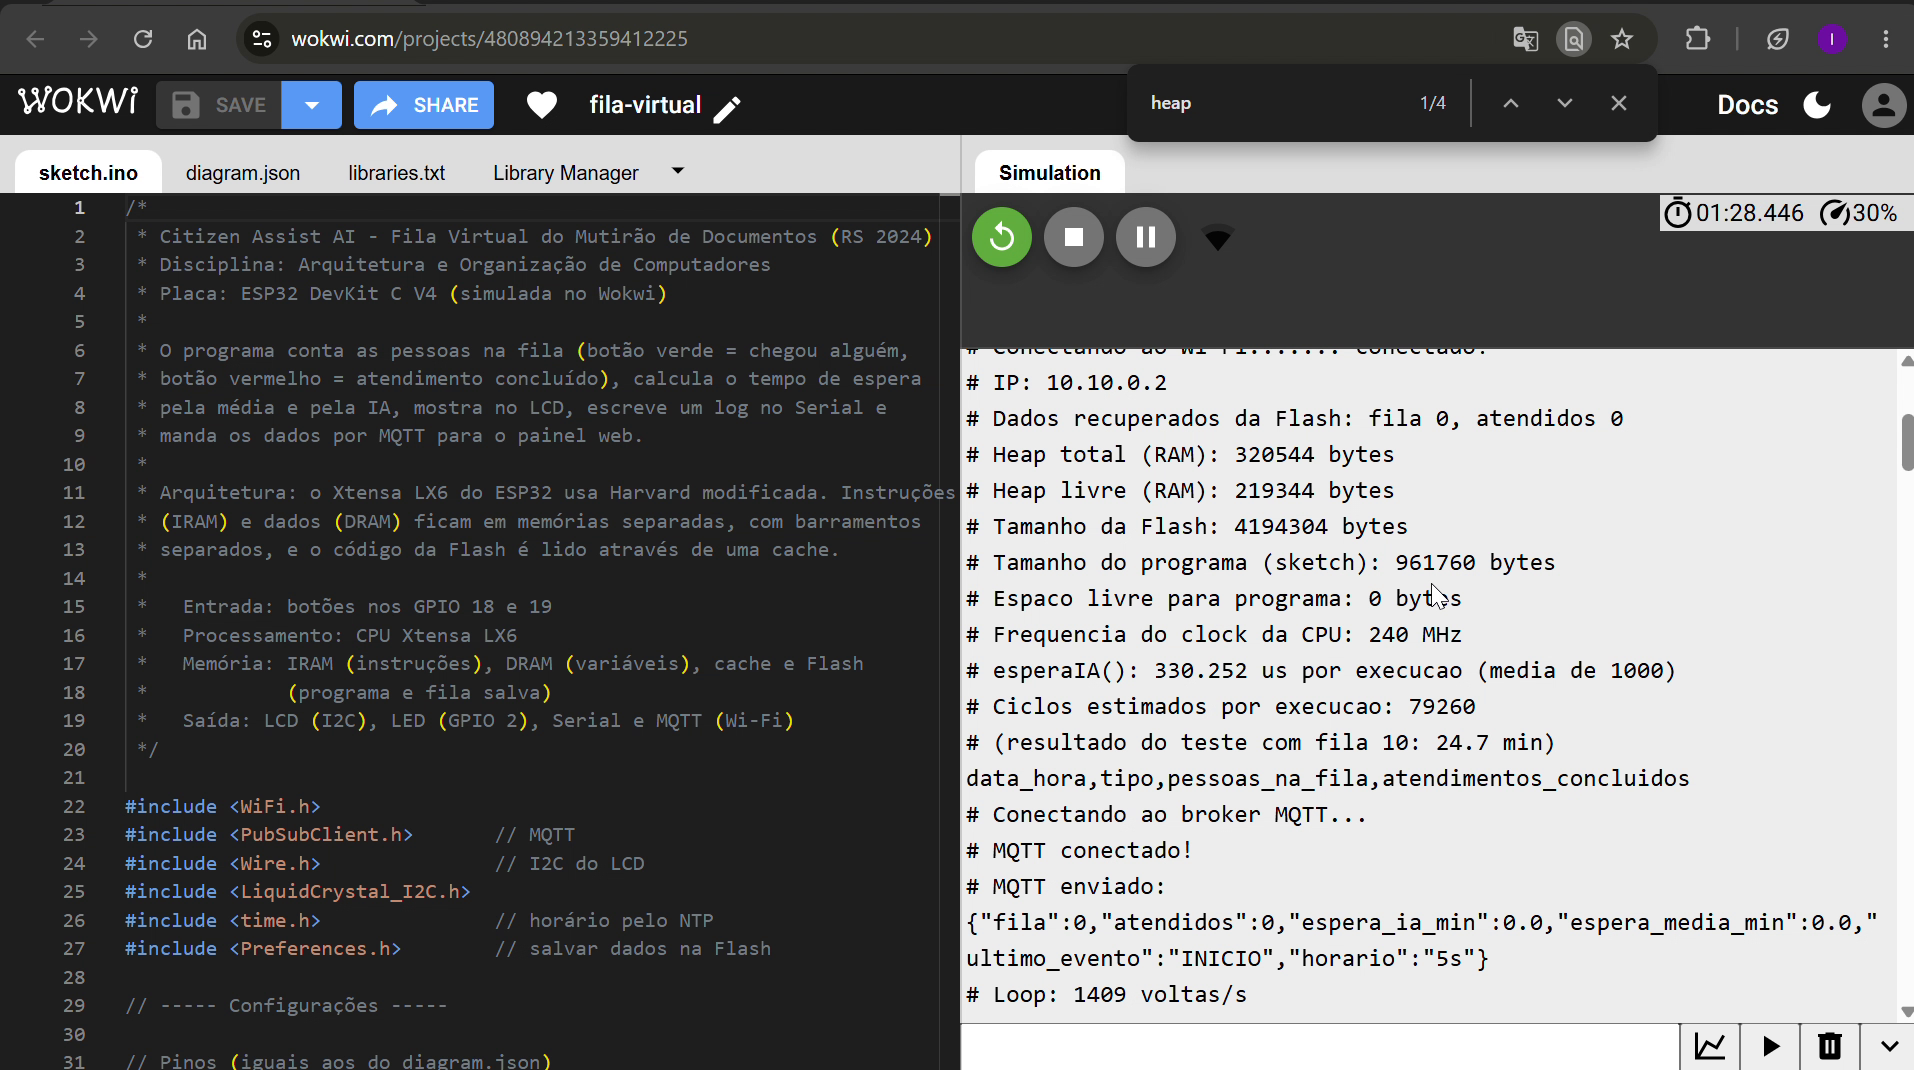 wokwi.com/projects/480894213359412225
WOKWi
SAVE
SHARE
fila-virtual
heap
1/4
Docs
I
sketch.ino
diagram.json
libraries.txt
Library Manager
Simulation
01:28.446
30%
1 /*
2 * Citizen Assist AI - Fila Virtual do Mutirão de Documentos (RS 2024)
3 * Disciplina: Arquitetura e Organização de Computadores
4 * Placa: ESP32 DevKit C V4 (simulada no Wokwi)
5 *
6 * O programa conta as pessoas na fila (botão verde = chegou alguém,
7 * botão vermelho = atendimento concluído), calcula o tempo de espera
8 * pela média e pela IA, mostra no LCD, escreve um log no Serial e
9 * manda os dados por MQTT para o painel web.
10 *
11 * Arquitetura: o Xtensa LX6 do ESP32 usa Harvard modificada. Instruções
12 * (IRAM) e dados (DRAM) ficam em memórias separadas, com barramentos
13 * separados, e o código da Flash é lido através de uma cache.
14 *
15 * Entrada: botões nos GPIO 18 e 19
16 * Processamento: CPU Xtensa LX6
17 * Memória: IRAM (instruções), DRAM (variáveis), cache e Flash
18 * (programa e fila salva)
19 * Saída: LCD (I2C), LED (GPIO 2), Serial e MQTT (Wi-Fi)
20 */
21
22 #include <WiFi.h>
23 #include <PubSubClient.h> // MQTT
24 #include <Wire.h> // I2C do LCD
25 #include <LiquidCrystal_I2C.h>
26 #include <time.h> // horário pelo NTP
27 #include <Preferences.h> // salvar dados na Flash
28
29 // ----- Configurações -----
30
31 // Pinos (iguais aos do diagram.json)
# Conectando ao Wi-Fi....... conectado!
# IP: 10.10.0.2
# Dados recuperados da Flash: fila 0, atendidos 0
# Heap total (RAM): 320544 bytes
# Heap livre (RAM): 219344 bytes
# Tamanho da Flash: 4194304 bytes
# Tamanho do programa (sketch): 961760 bytes
# Espaco livre para programa: 0 bytes
# Frequencia do clock da CPU: 240 MHz
# esperaIA(): 330.252 us por execucao (media de 1000)
# Ciclos estimados por execucao: 79260
# (resultado do teste com fila 10: 24.7 min)
data_hora,tipo,pessoas_na_fila,atendimentos_concluidos
# Conectando ao broker MQTT...
# MQTT conectado!
# MQTT enviado:
{"fila":0,"atendidos":0,"espera_ia_min":0.0,"espera_media_min":0.0,"
ultimo_evento":"INICIO","horario":"5s"}
# Loop: 1409 voltas/s